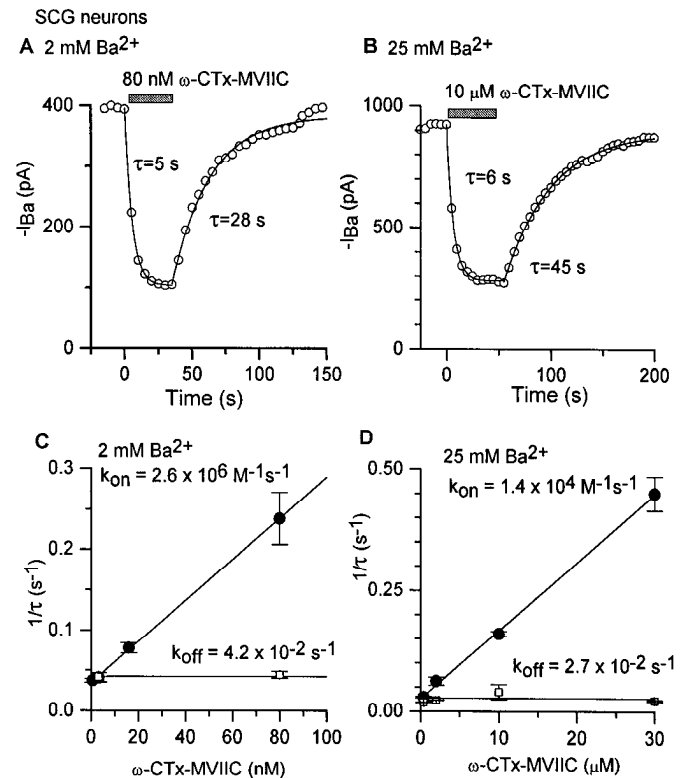 SCG neurons
A 2 mM Ba2+
80 nM ω-CTx-MVIIC
400
200
0
-IBa (pA)
τ=5 s
τ=28 s
0 50 100 150
Time (s)
B 25 mM Ba2+
10 μM ω-CTx-MVIIC
1000
500
0
-IBa (pA)
τ=6 s
τ=45 s
0 50 100 150 200
Time (s)
C 2 mM Ba2+
kon = 2.6 x 10^6 M-1s-1
0.3
0.2
0.1
0.0
1/τ (s-1)
koff = 4.2 x 10-2 s-1
0 20 40 60 80 100
ω-CTx-MVIIC (nM)
D 25 mM Ba2+
kon = 1.4 x 10^4 M-1s-1
0.50
0.25
0.00
1/τ (s-1)
koff = 2.7 x 10-2 s-1
0 10 20 30
ω-CTx-MVIIC (μM)